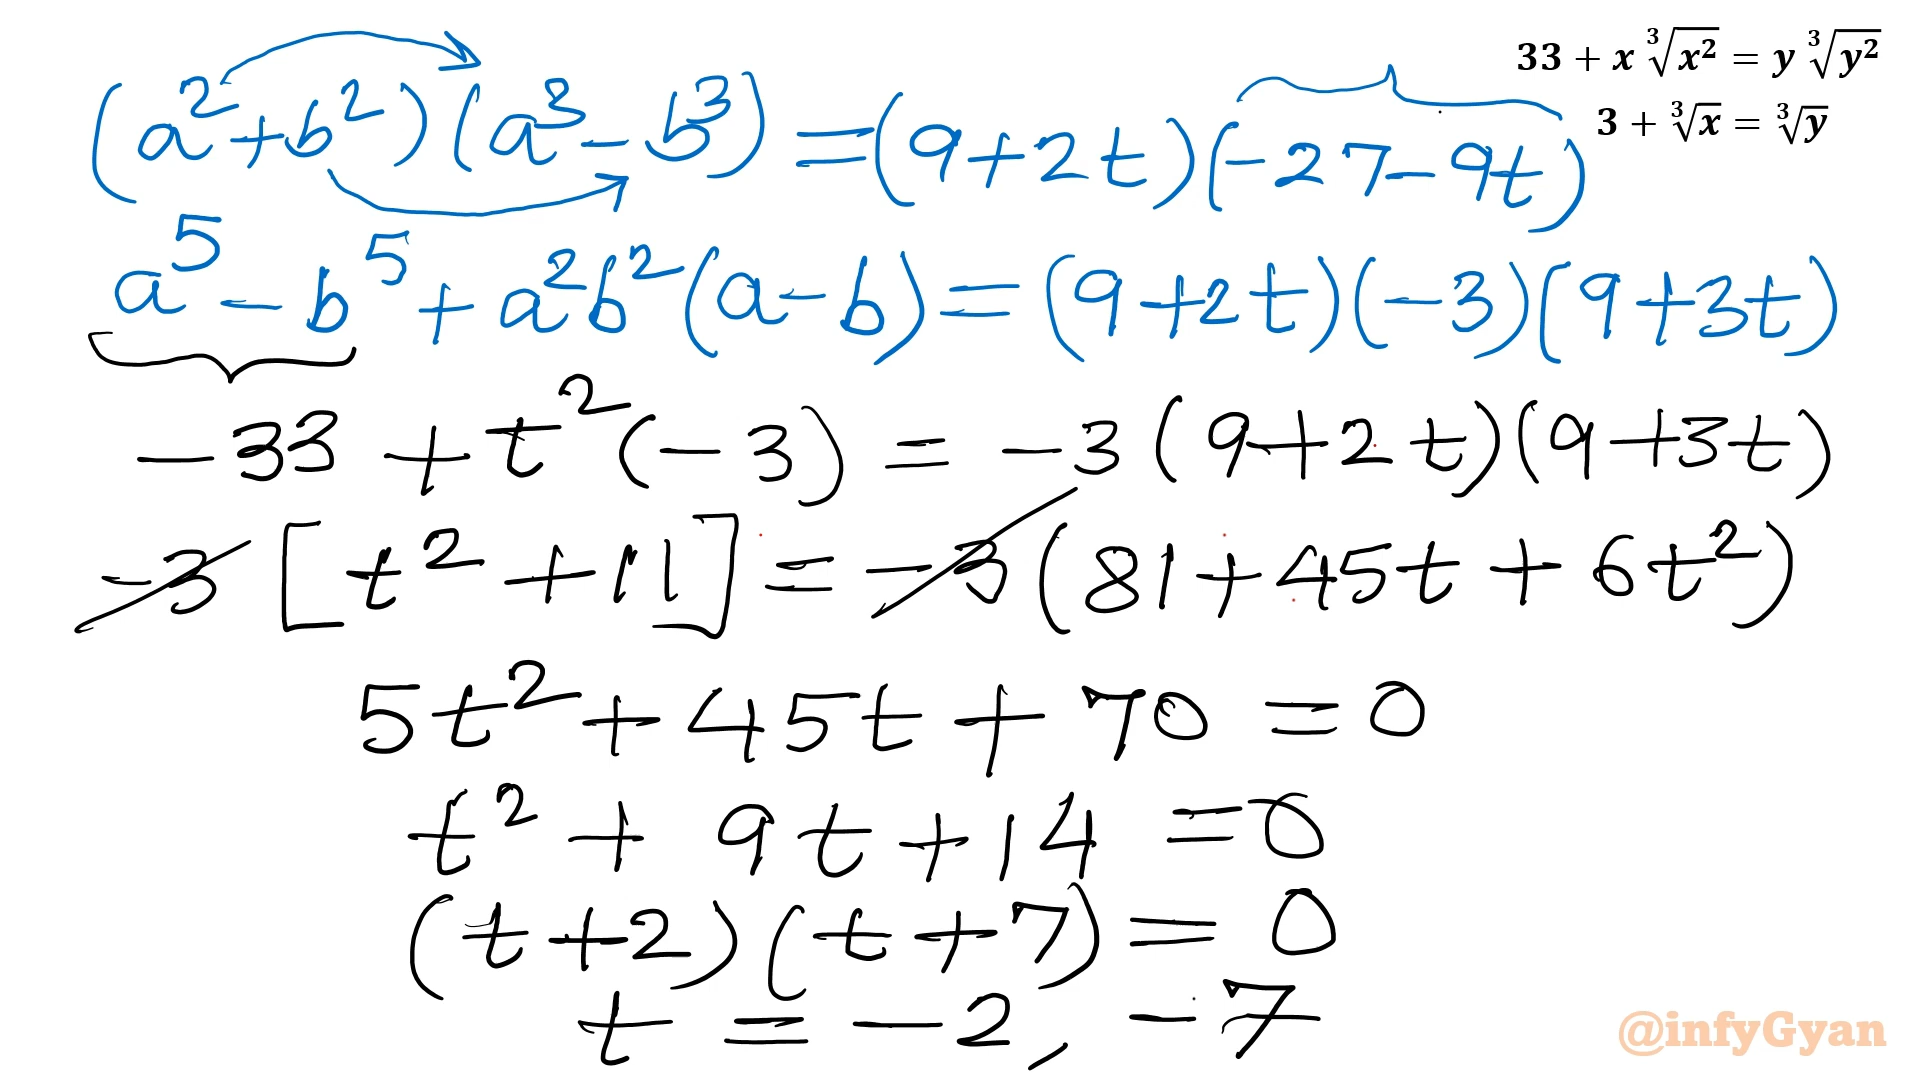 33 + x ∛x² = y ∛y²
3 + ∛x = ∛y
(a²+b²)(a³-b³) = (9+2t)(-27-9t)
a⁵-b⁵+a²b²(a-b) = (9+2t)(-3)(9+3t)
-33 + t²(-3) = -3(9+2t)(9+3t)
-3[t²+11] = -3(81+45t+6t²)
5t²+45t+70 = 0
t²+9t+14 = 0
(t+2)(t+7) = 0
t = -2, -7
@infyGyan